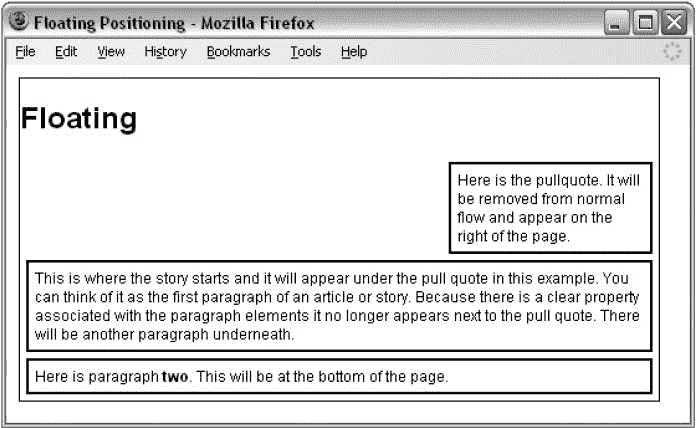 Floating Positioning - Mozilla Firefox
File Edit View History Bookmarks Tools Help
Floating
Here is the pullquote. It will
be removed from normal
flow and appear on the
right of the page.
This is where the story starts and it will appear under the pull quote in this example. You
can think of it as the first paragraph of an article or story. Because there is a clear property
associated with the paragraph elements it no longer appears next to the pull quote. There
will be another paragraph underneath.
Here is paragraph two. This will be at the bottom of the page.